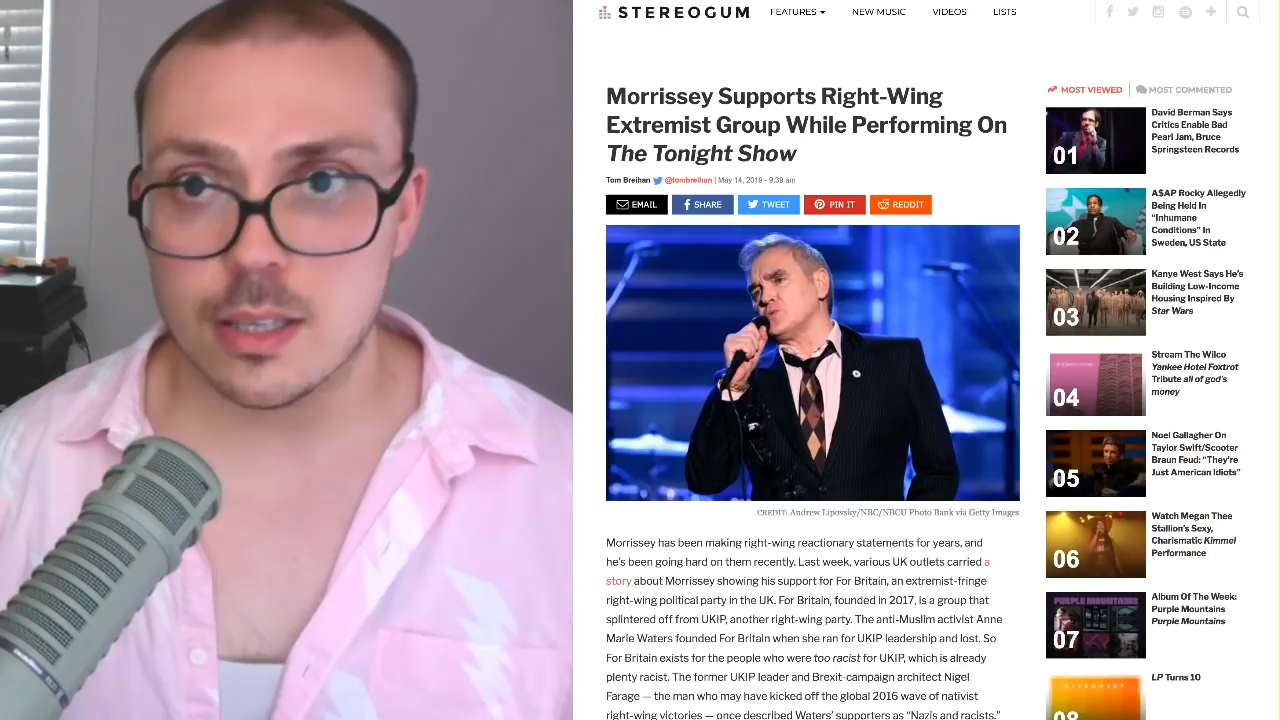 STEREOGUM
FEATURES
NEW MUSIC
VIDEOS
LISTS
Morrissey Supports Right-Wing
Extremist Group While Performing On
The Tonight Show
Tom Breihan @tombreihan | May 14, 2019 - 9:39 am
EMAIL
SHARE
TWEET
PIN IT
REDDIT
CREDIT: Andrew Lipovsky/NBC/NBCU Photo Bank via Getty Images
Morrissey has been making right-wing reactionary statements for years, and
he's been going hard on them recently. Last week, various UK outlets carried a
story about Morrissey showing his support for For Britain, an extremist-fringe
right-wing political party in the UK. For Britain, founded in 2017, is a group that
splintered off from UKIP, another right-wing party. The anti-Muslim activist Anne
Marie Waters founded For Britain when she ran for UKIP leadership and lost. So
For Britain exists for the people who were too racist for UKIP, which is already
plenty racist. The former UKIP leader and Brexit-campaign architect Nigel
Farage — the man who may have kicked off the global 2016 wave of nativist
right-wing victories — once described Waters' supporters as "Nazis and racists."
MOST VIEWED
MOST COMMENTED
01
David Berman Says
Critics Enable Bad
Pearl Jam, Bruce
Springsteen Records
02
A$AP Rocky Allegedly
Being Held In
"Inhumane
Conditions" In
Sweden, US State
03
Kanye West Says He's
Building Low-Income
Housing Inspired By
Star Wars
04
Stream The Wilco
Yankee Hotel Foxtrot
Tribute all of god's
money
05
Noel Gallagher On
Taylor Swift/Scooter
Braun Feud: "They're
Just American Idiots"
06
Watch Megan Thee
Stallion's Sexy,
Charismatic Kimmel
Performance
PURPLE MOUNTAINS
07
Album Of The Week:
Purple Mountains
Purple Mountains
08
LP Turns 10